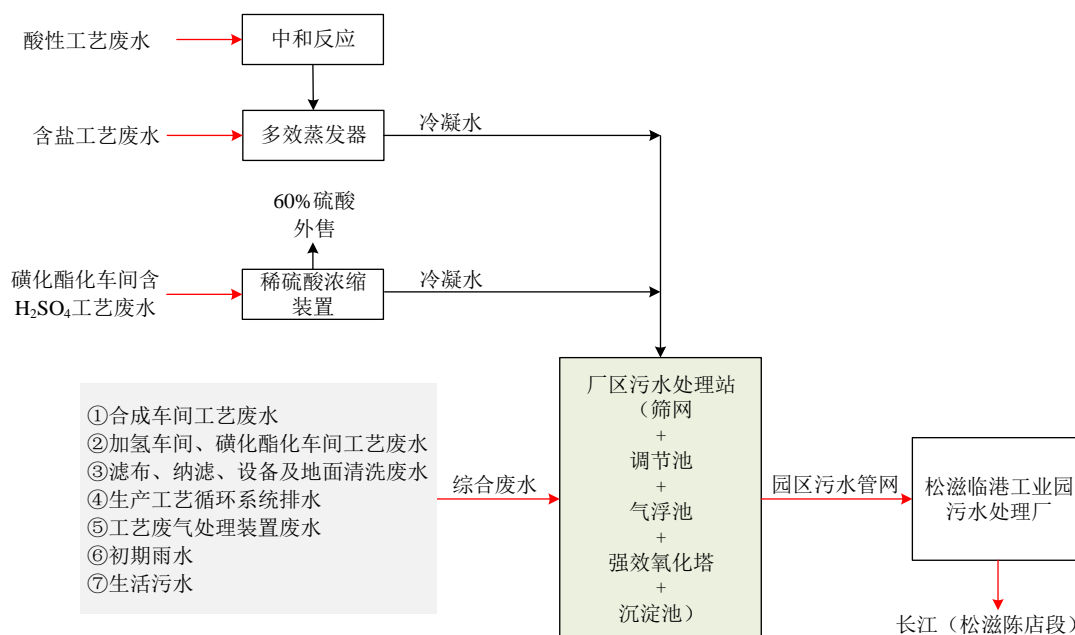 酸性工艺废水
中和反应
含盐工艺废水
多效蒸发器
冷凝水
60%硫酸
外售
磺化酯化车间含
H₂SO₄工艺废水
稀硫酸浓缩
装置
冷凝水
①合成车间工艺废水
②加氢车间、磺化酯化车间工艺废水
③滤布、纳滤、设备及地面清洗废水
④生产工艺循环系统排水
⑤工艺废气处理装置废水
⑥初期雨水
⑦生活污水
综合废水
厂区污水处理站
（筛网
+
调节池
+
气浮池
+
强效氧化塔
+
沉淀池）
园区污水管网
松滋临港工业园
污水处理厂
长江（松滋陈店段）